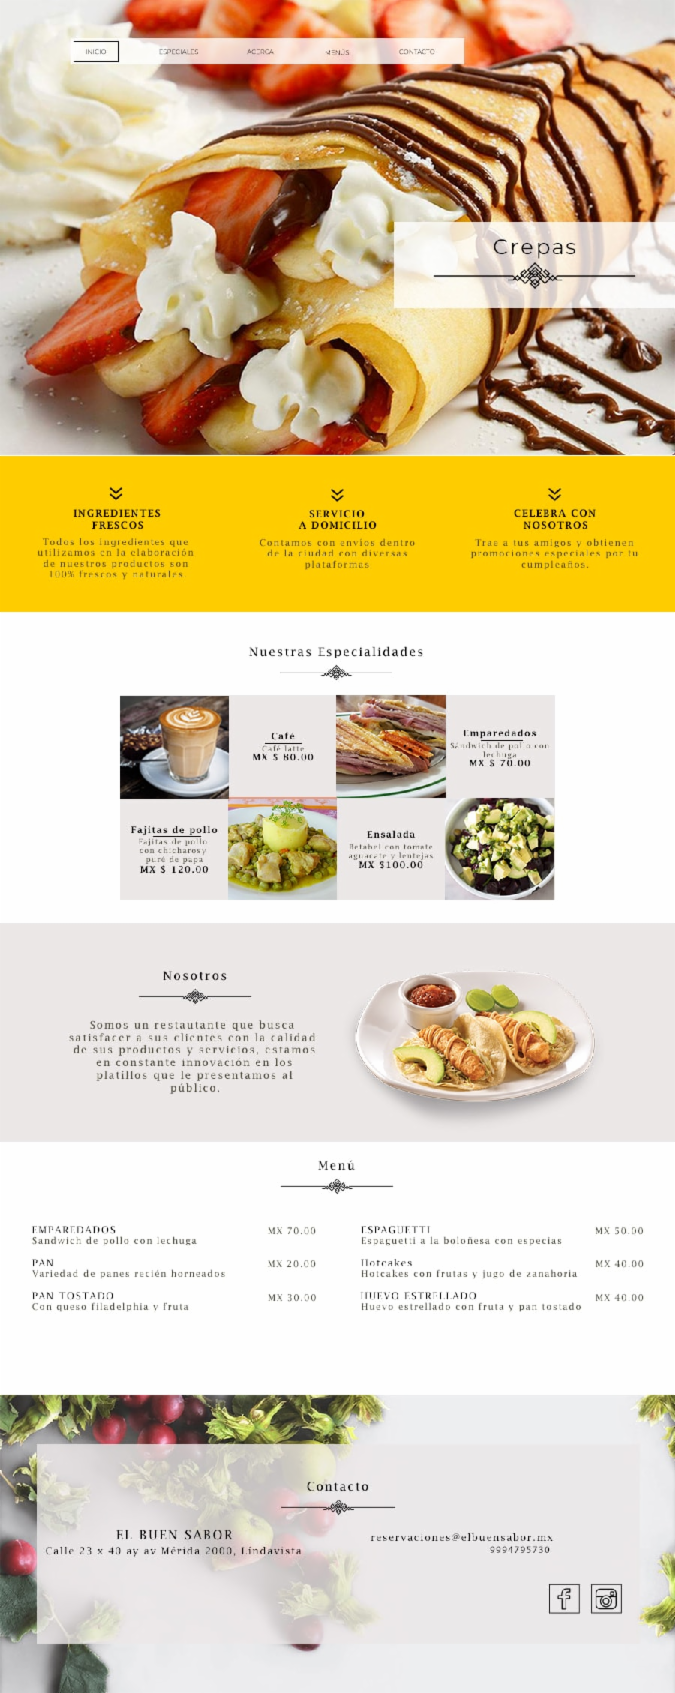 INICIO ESPECIALES ACERCA MENÚS CONTACTO
Crepas
INGREDIENTES
FRESCOS
Todos los ingredientes que
utilizamos en la elaboración
de nuestros productos son
100% frescos y naturales
SERVICIO
A DOMICILIO
Contamos con envíos dentro
de la ciudad con diversas
plataformas
CELEBRA CON
NOSOTROS
Trae a tus amigos y obtienen
promociones especiales por tu
cumpleaños.
Nuestras Especialidades
Café
Café latte
MX $ 80.00
Emparedados
Sándwich de pollo con
lechuga
MX $ 70.00
Fajitas de pollo
Fajitas de pollo
con chicharosy
puré de papa
MX $ 120.00
Ensalada
Betabel con tomate
aguacate y lentejas
MX $100.00
Nosotros
Somos un restautante que busca
satisfacer a sus clientes con la calidad
de sus productos y servicios, estamos
en constante innovación en los
platillos que le presentamos al
público.
Menú
EMPAREDADOS MX 70.00
Sandwich de pollo con lechuga
PAN MX 20.00
Variedad de panes recién horneados
PAN TOSTADO MX 30.00
Con queso filadelphia y fruta
ESPAGUETTI MX 50.00
Espaguetti a la boloñesa con especias
Hotcakes MX 40.00
Hotcakes con frutas y jugo de zanahoria
HUEVO ESTRELLADO MX 40.00
Huevo estrellado con fruta y pan tostado
Contacto
EL BUEN SABOR
Calle 23 x 40 ay av Mérida 2000, Lindavista
reservaciones@elbuensabor.mx
9994795730